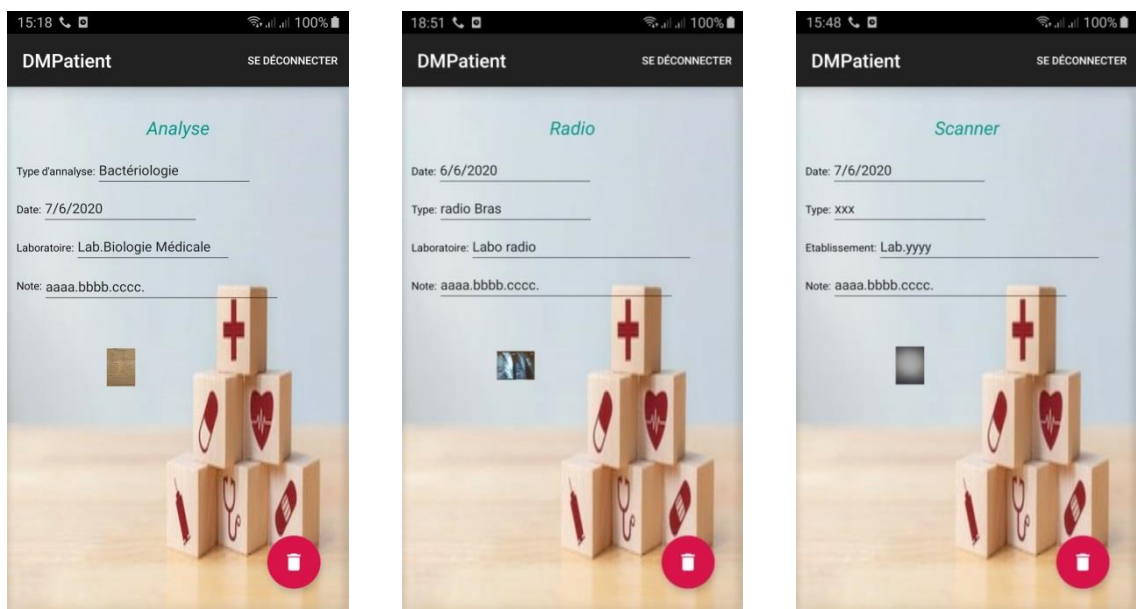 15:18 100%
DMPatient SE DÉCONNECTER
Analyse
Type d'annalyse: Bactériologie
Date: 7/6/2020
Laboratoire: Lab.Biologie Médicale
Note: aaaa.bbbb.cccc.
18:51 100%
DMPatient SE DÉCONNECTER
Radio
Date: 6/6/2020
Type: radio Bras
Laboratoire: Labo radio
Note: aaaa.bbbb.cccc.
15:48 100%
DMPatient SE DÉCONNECTER
Scanner
Date: 7/6/2020
Type: xxx
Etablissement: Lab.yyyy
Note: aaaa.bbbb.cccc.